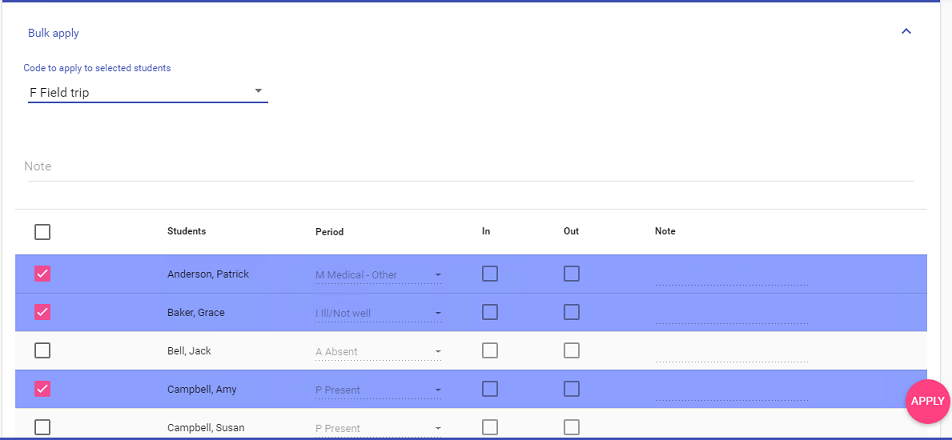 Bulk apply
Code to apply to selected students
F Field trip
Note
Students Period In Out Note
Anderson, Patrick M Medical - Other
Baker, Grace I Ill/Not well
Bell, Jack A Absent
Campbell, Amy P Present
APPLY
Campbell, Susan P Present